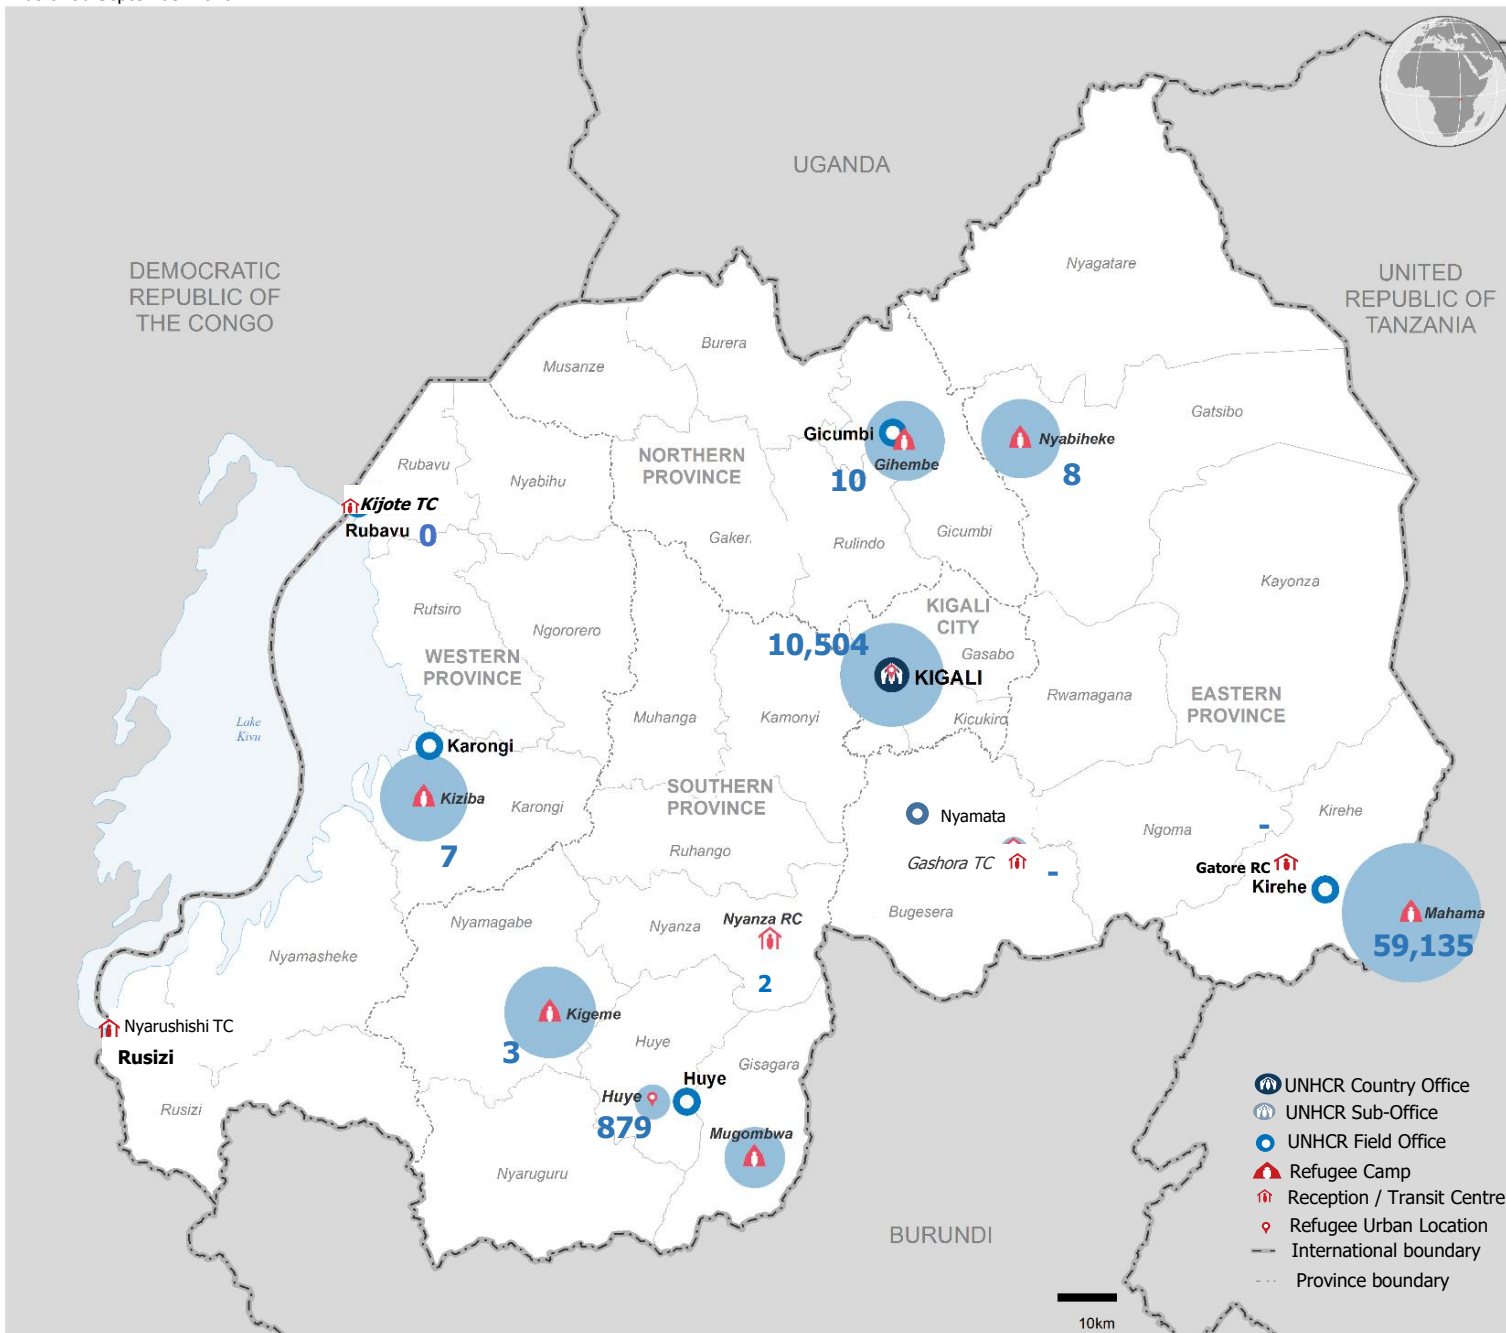 UGANDA
DEMOCRATIC
REPUBLIC OF
THE CONGO
UNITED
REPUBLIC OF
TANZANIA
Nyagatare
Burera
Musanze
Gatsibo
Gicumbi
Gihembe
10
Nyabiheke
8
NORTHERN
PROVINCE
Rubavu
Nyabihu
Kijote TC
Rubavu
0
Gaker
Rulindo
Gicumbi
Kayonza
Rutsiro
Ngororero
KIGALI
CITY
10,504
Gasabo
WESTERN
PROVINCE
KIGALI
Rwamagana
EASTERN
PROVINCE
Lake
Kivu
Muhanga
Kamonyi
Kicukiro
Karongi
Kiziba
Karongi
7
SOUTHERN
PROVINCE
Nyamata
Ngoma
-
Kirehe
Ruhango
Gashora TC
-
Gatore RC
Kirehe
Nyamagabe
Nyanza
Nyanza RC
2
Bugesera
Mahama
59,135
Nyamasheke
Kigeme
3
Nyarushishi TC
Rusizi
Rusizi
Huye
Gisagara
Huye
Huye
879
Mugombwa
Nyaruguru
BURUNDI
UNHCR Country Office
UNHCR Sub-Office
UNHCR Field Office
Refugee Camp
Reception / Transit Centre
Refugee Urban Location
International boundary
Province boundary
10km